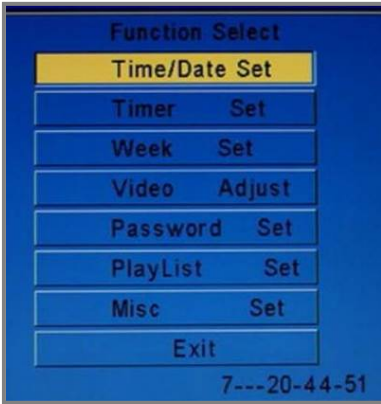 Function Select
Time/Date Set
Timer Set
Week Set
Video Adjust
Password Set
PlayList Set
Misc Set
Exit
7---20-44-51